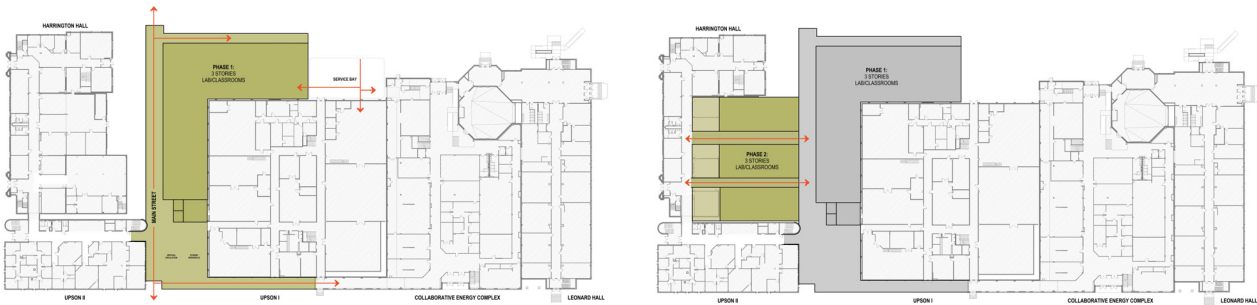 HARRINGTON HALL
PHASE 1:
3 STORIES
LAB/CLASSROOMS
SERVICE BAY
MAIN STREET
UPSON II
UPSON I
COLLABORATIVE ENERGY COMPLEX
LEONARD HALL
HARRINGTON HALL
PHASE 1:
3 STORIES
LAB/CLASSROOMS
PHASE 2:
3 STORIES
LAB/CLASSROOMS
UPSON II
UPSON I
COLLABORATIVE ENERGY COMPLEX
LEONARD HALL